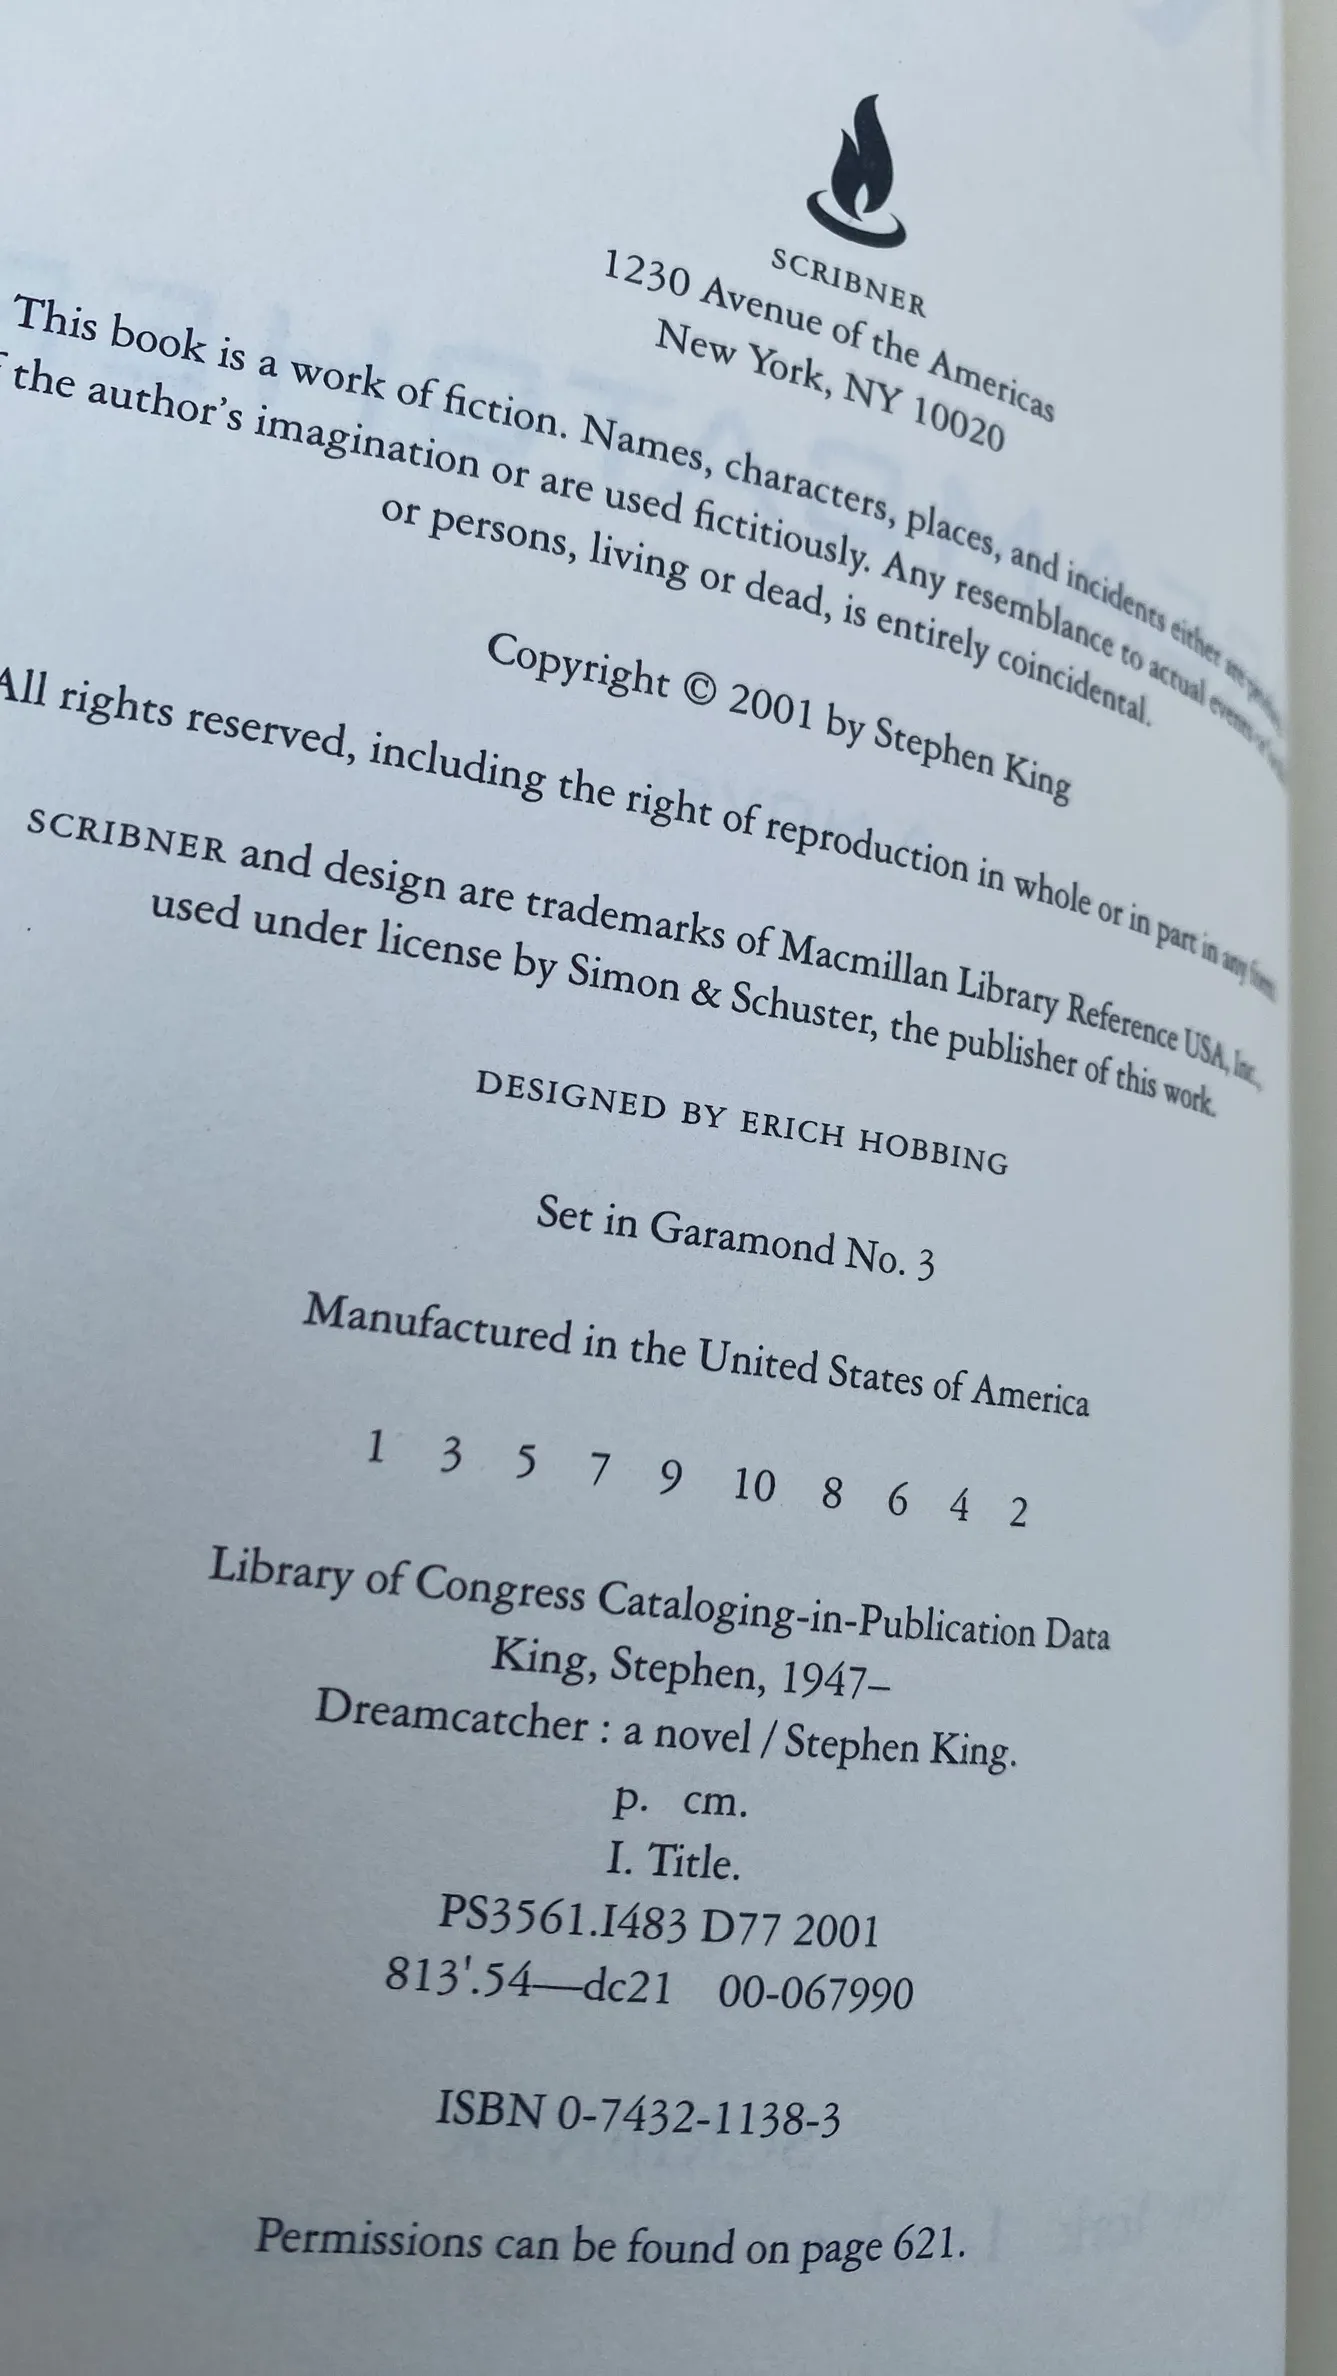 SCRIBNER
1230 Avenue of the Americas
New York, NY 10020
This book is a work of fiction. Names, characters, places, and incidents either are
the author's imagination or are used fictitiously. Any resemblance to actual events or
or persons, living or dead, is entirely coincidental.
Copyright © 2001 by Stephen King
All rights reserved, including the right of reproduction in whole or in part in any form.
SCRIBNER and design are trademarks of Macmillan Library Reference USA, Inc.,
used under license by Simon & Schuster, the publisher of this work.
DESIGNED BY ERICH HOBBING
Set in Garamond No. 3
Manufactured in the United States of America
1 3 5 7 9 10 8 6 4 2
Library of Congress Cataloging-in-Publication Data
King, Stephen, 1947–
Dreamcatcher : a novel / Stephen King.
p. cm.
I. Title.
PS3561.I483 D77 2001
813'.54—dc21 00-067990
ISBN 0-7432-1138-3
Permissions can be found on page 621.